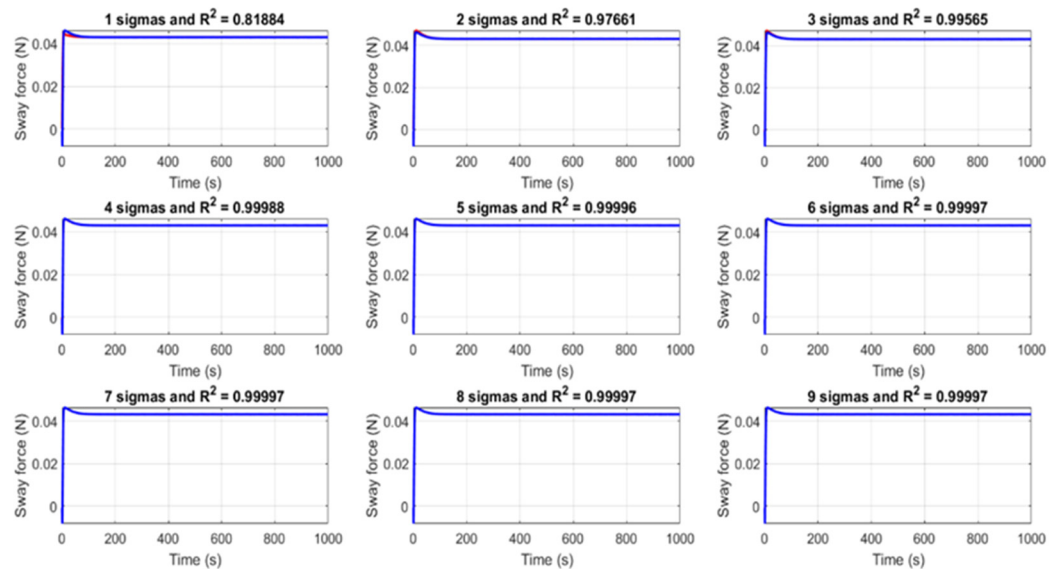 1 sigmas and R² = 0.81884
2 sigmas and R² = 0.97661
3 sigmas and R² = 0.99565
Sway force (N)
0.04
0.02
0
0 200 400 600 800 1000
Time (s)
Sway force (N)
0.04
0.02
0
0 200 400 600 800 1000
Time (s)
Sway force (N)
0.04
0.02
0
0 200 400 600 800 1000
Time (s)
4 sigmas and R² = 0.99988
5 sigmas and R² = 0.99996
6 sigmas and R² = 0.99997
Sway force (N)
0.04
0.02
0
0 200 400 600 800 1000
Time (s)
Sway force (N)
0.04
0.02
0
0 200 400 600 800 1000
Time (s)
Sway force (N)
0.04
0.02
0
0 200 400 600 800 1000
Time (s)
7 sigmas and R² = 0.99997
8 sigmas and R² = 0.99997
9 sigmas and R² = 0.99997
Sway force (N)
0.04
0.02
0
0 200 400 600 800 1000
Time (s)
Sway force (N)
0.04
0.02
0
0 200 400 600 800 1000
Time (s)
Sway force (N)
0.04
0.02
0
0 200 400 600 800 1000
Time (s)